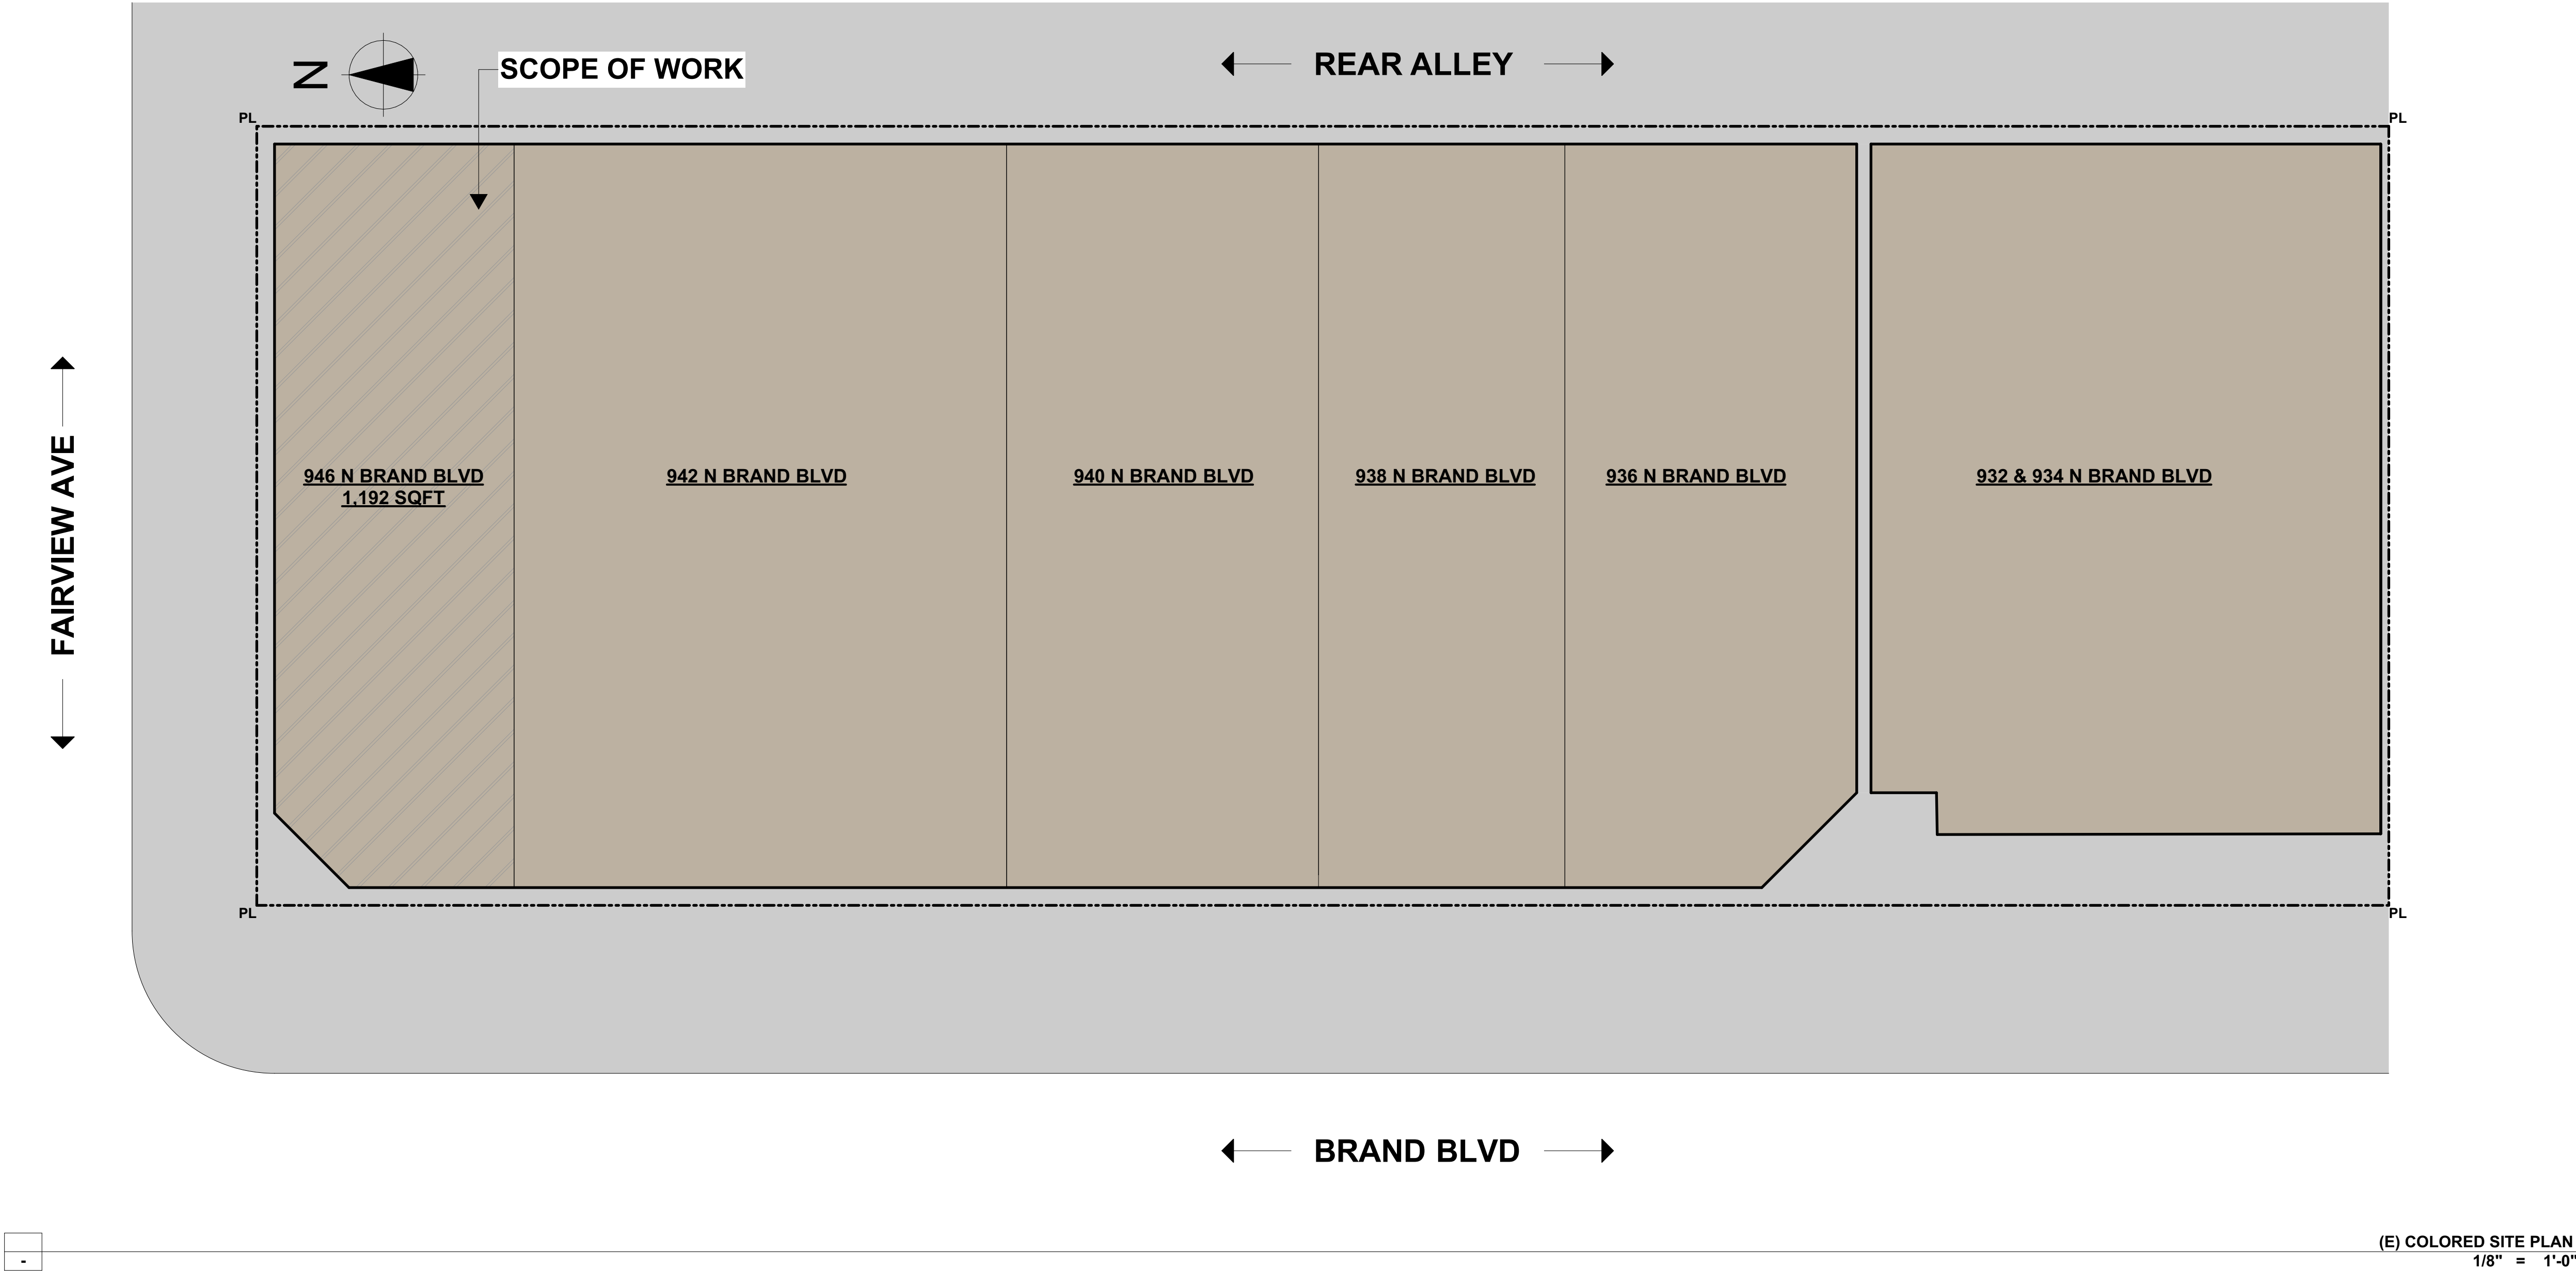 N
SCOPE OF WORK
REAR ALLEY
PL
PL
FAIRVIEW AVE
946 N BRAND BLVD
1,192 SQFT
942 N BRAND BLVD
940 N BRAND BLVD
938 N BRAND BLVD
936 N BRAND BLVD
932 & 934 N BRAND BLVD
PL
PL
BRAND BLVD
-
(E) COLORED SITE PLAN
1/8" = 1'-0"